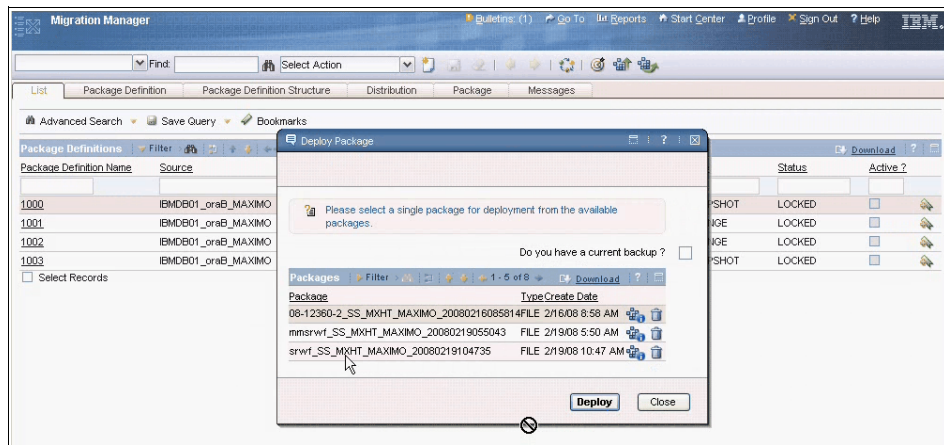 Migration Manager
Bulletins: (1) Go To Reports Start Center Profile Sign Out Help IBM.
Find: Select Action
List Package Definition Package Definition Structure Distribution Package Messages
Advanced Search Save Query Bookmarks
Deploy Package
Package Definitions Filter Download
Package Definition Name Source Status Active ?
Please select a single package for deployment from the available packages.
1000 IBMDB01_oraB_MAXIMO PSHOT LOCKED
1001 IBMDB01_oraB_MAXIMO NGE LOCKED
1002 IBMDB01_oraB_MAXIMO NGE LOCKED
1003 IBMDB01_oraB_MAXIMO PSHOT LOCKED
Select Records
Do you have a current backup ?
Packages Filter 1 - 5 of 8 Download
Package Type Create Date
08-12360-2_SS_MXHT_MAXIMO_20080216085814 FILE 2/16/08 8:58 AM
mmsrwf_SS_MXHT_MAXIMO_20080219055043 FILE 2/19/08 5:50 AM
srwf_SS_MXHT_MAXIMO_20080219104735 FILE 2/19/08 10:47 AM
Deploy Close